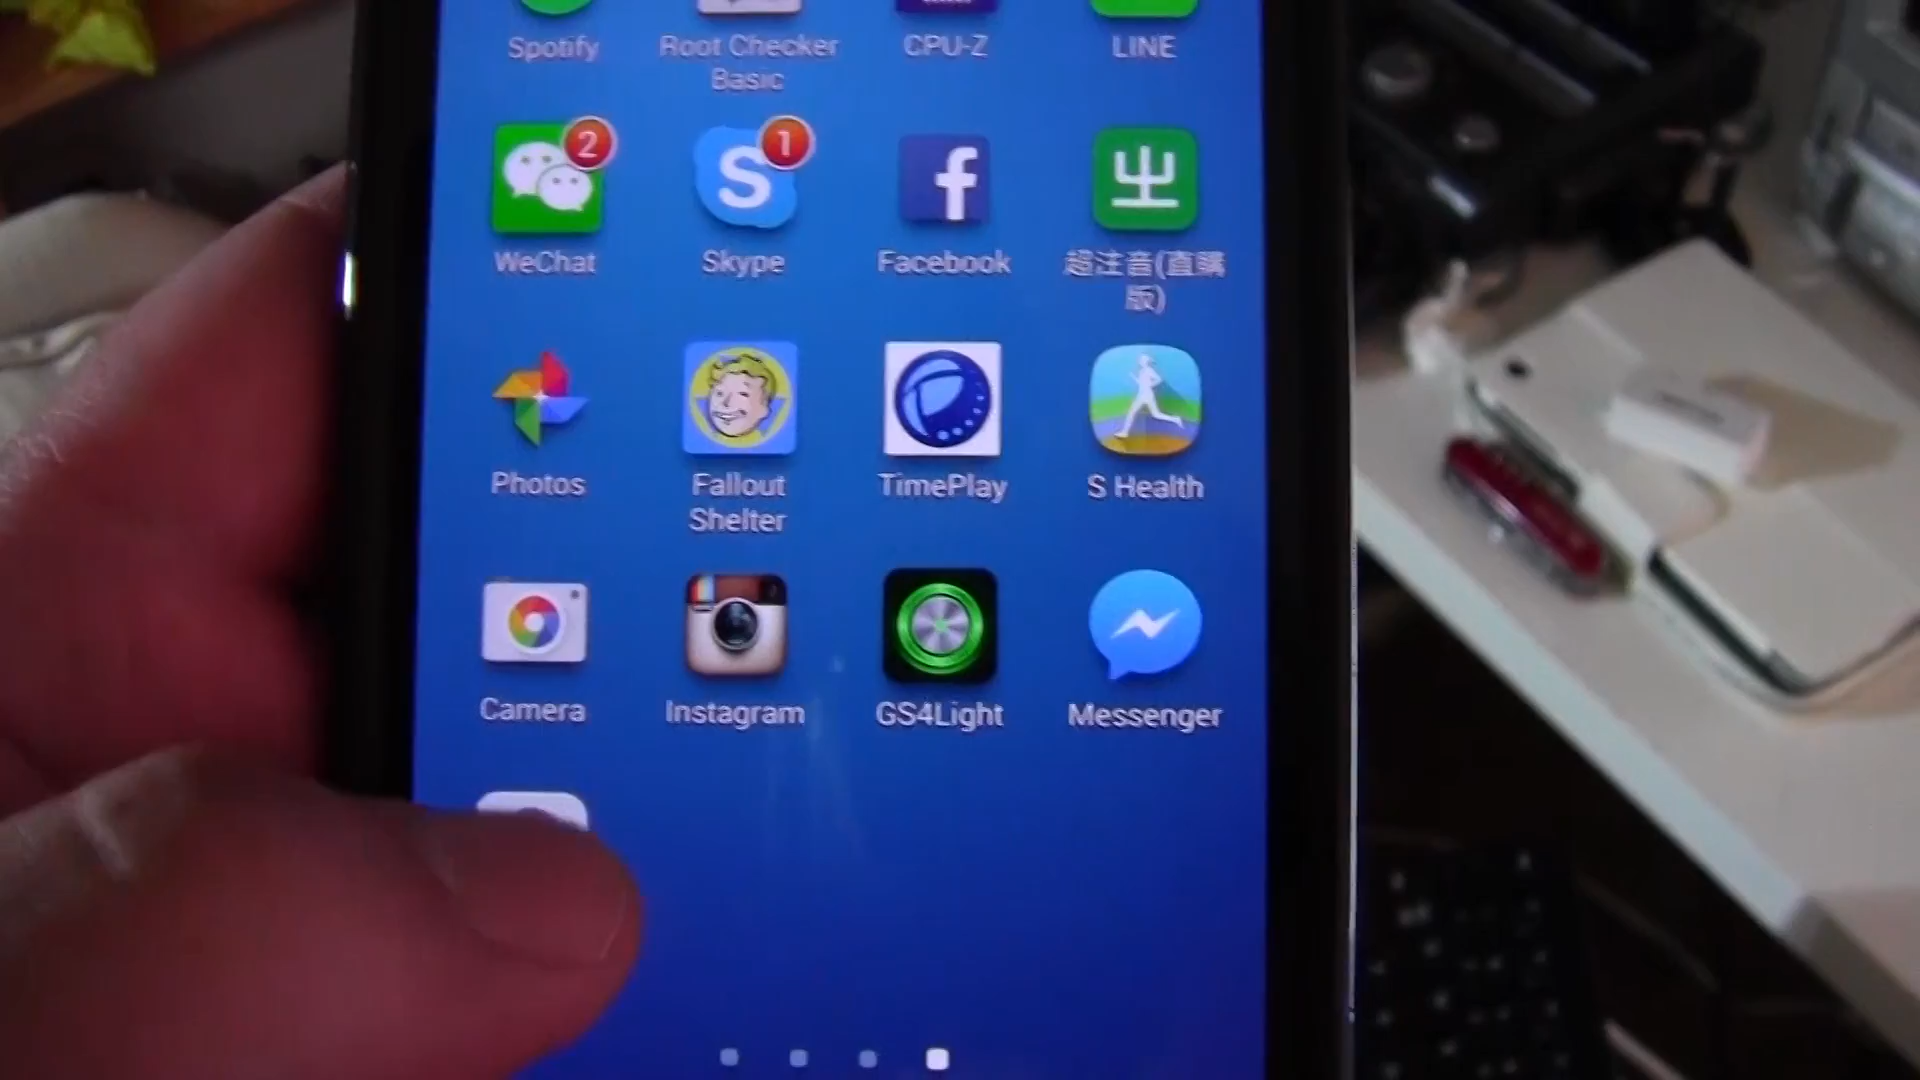 Spotify
Root Checker
Basic
CPU-Z
LINE
2
1
WeChat
Skype
Facebook
超注音(直購
版)
Photos
Fallout
Shelter
TimePlay
S Health
Camera
Instagram
GS4Light
Messenger